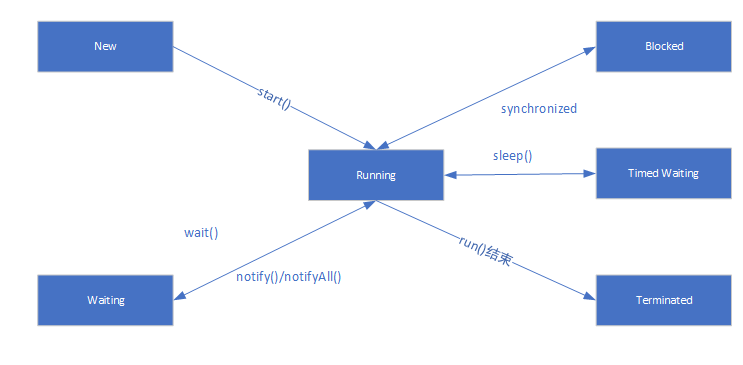 New
Blocked
start()
synchronized
sleep()
Running
Timed Waiting
wait()
run()结束
notify()/notifyAll()
Waiting
Terminated